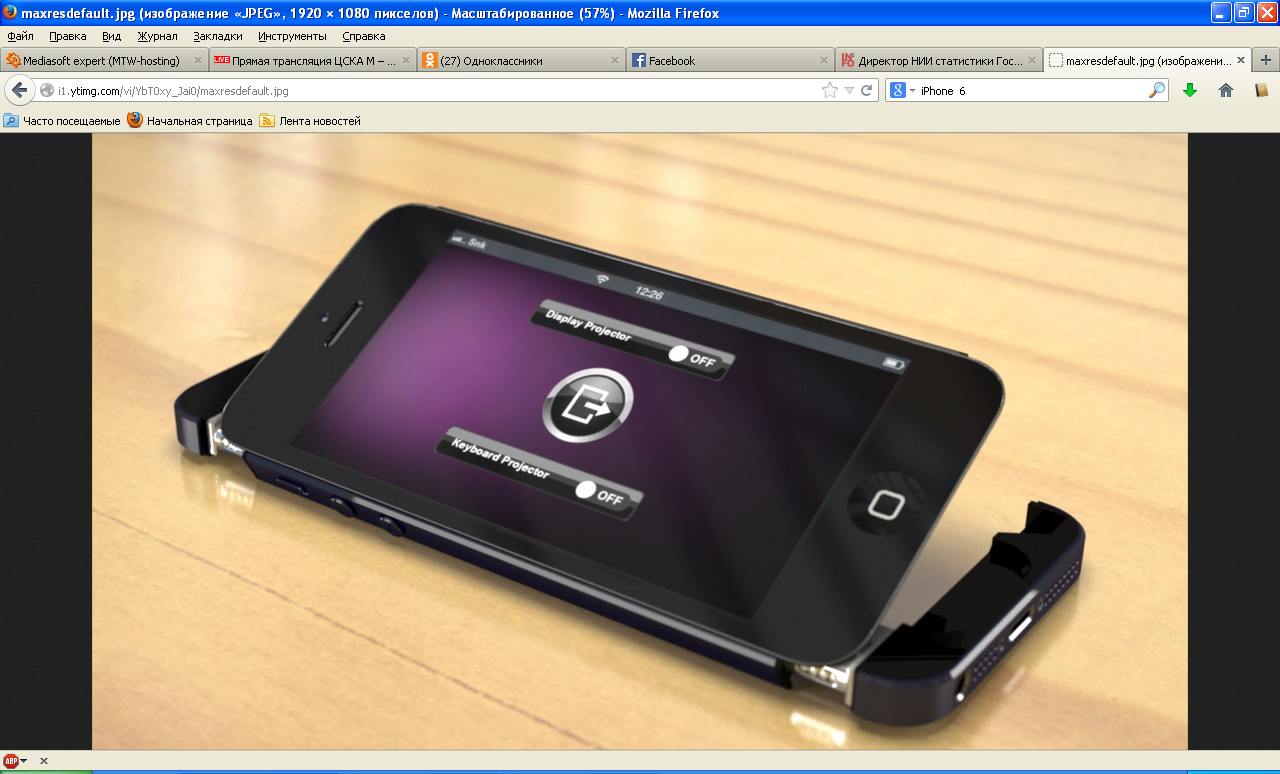 maxresdefault.jpg (изображение «JPEG», 1920 × 1080 пикселов) - Масштабированное (57%) - Mozilla Firefox
Файл Правка Вид Журнал Закладки Инструменты Справка
Mediasoft expert (MTW-hosting) LIVE Прямая трансляция ЦСКА М – ... (27) Одноклассники Facebook Директор НИИ статистики Гос... maxresdefault.jpg (изображени...
i1.ytimg.com/vi/YbT0xy_Jai0/maxresdefault.jpg iPhone 6
Часто посещаемые Начальная страница Лента новостей
Snk
12:26
Display Projector OFF
Keyboard Projector OFF
ABP